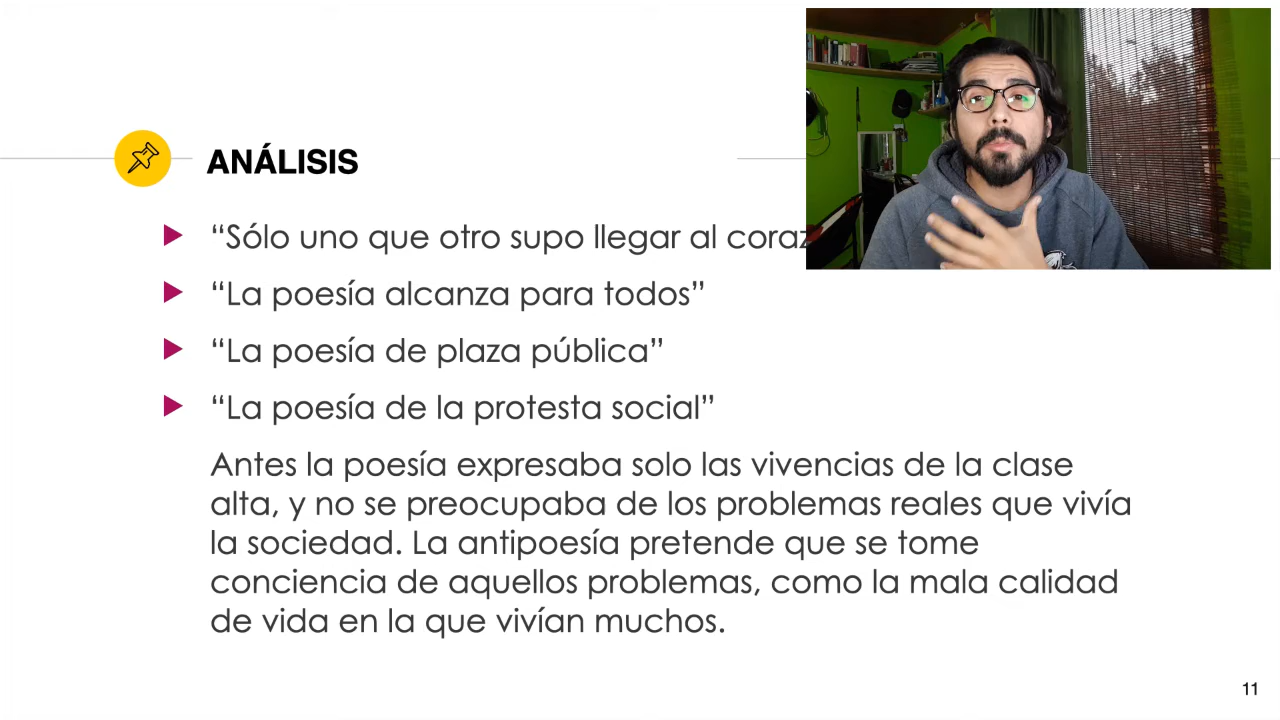 ANÁLISIS
“Sólo uno que otro supo llegar al
“La poesía alcanza para todos”
“La poesía de plaza pública”
“La poesía de la protesta social”
Antes la poesía expresaba solo las vivencias de la clase
alta, y no se preocupaba de los problemas reales que vivía
la sociedad. La antipoesía pretende que se tome
conciencia de aquellos problemas, como la mala calidad
de vida en la que vivían muchos.
11